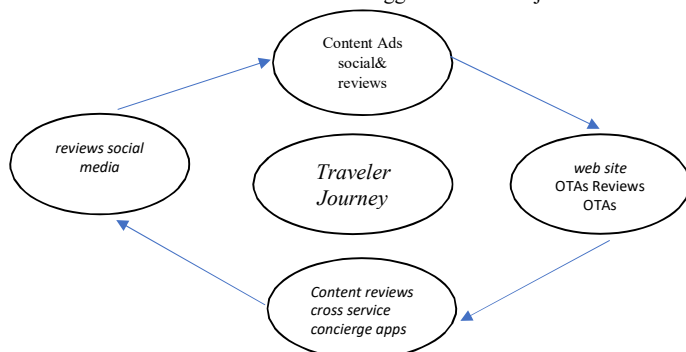 Content Ads
social&
reviews
reviews social
media
Traveler
Journey
web site
OTAs Reviews
OTAs
Content reviews
cross service
concierge apps